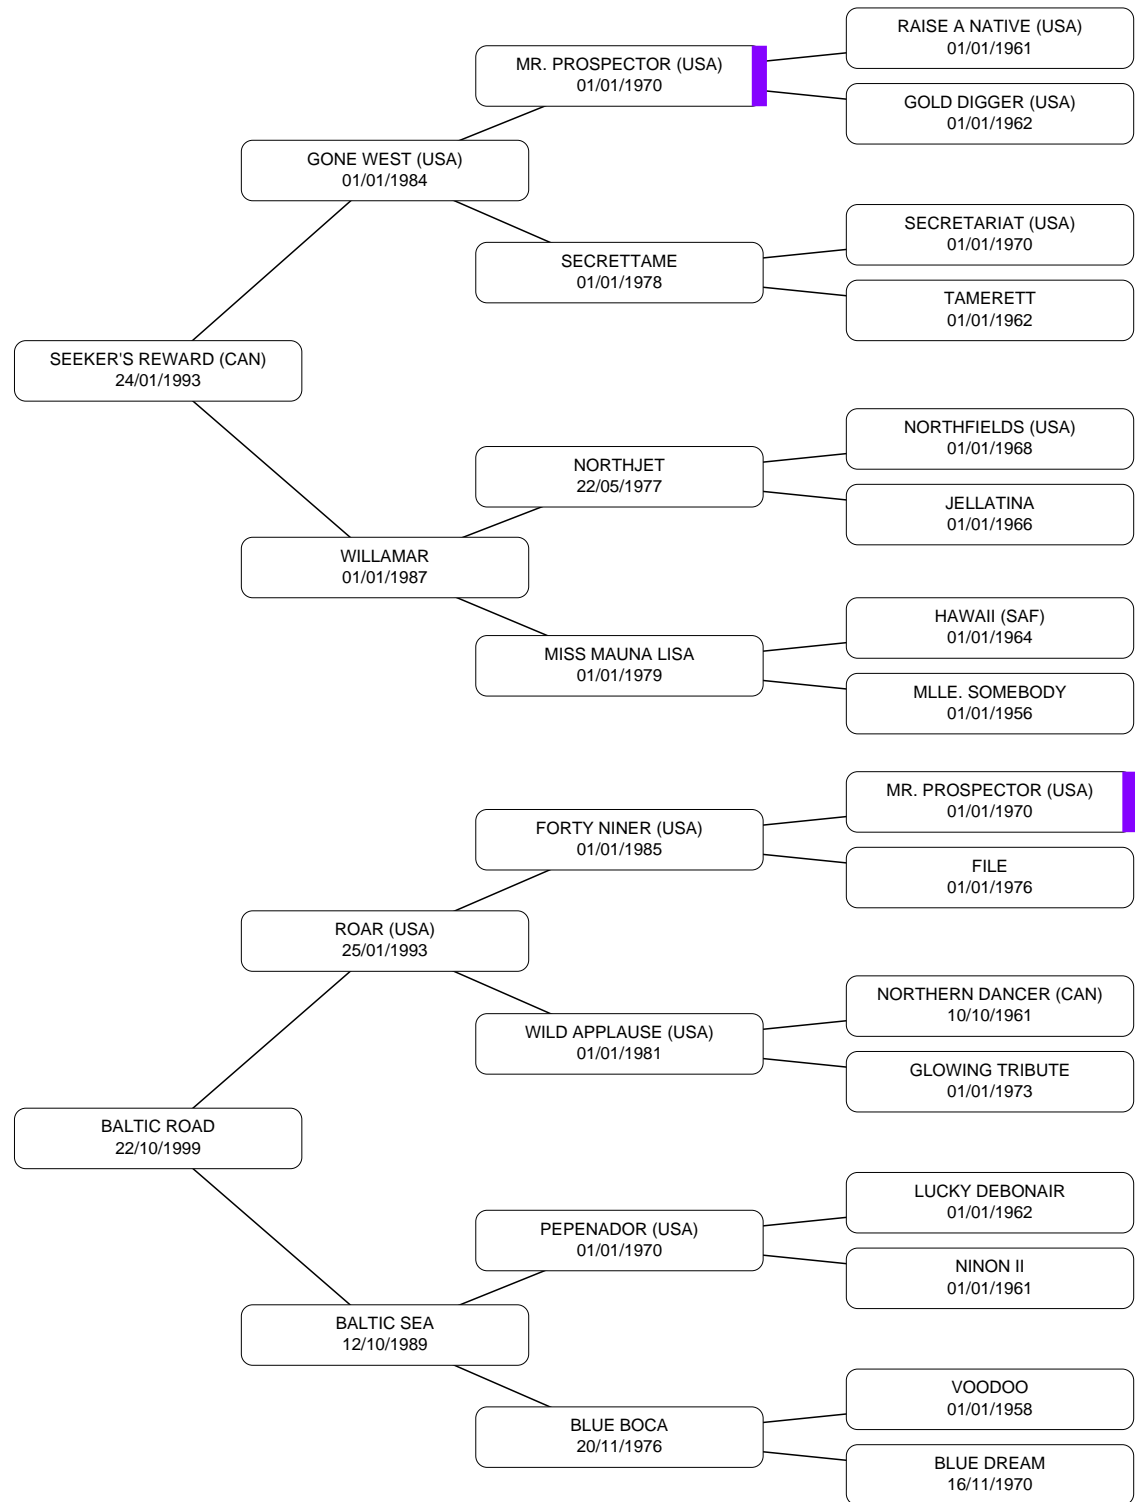 RAISE A NATIVE (USA)
01/01/1961
MR. PROSPECTOR (USA)
01/01/1970
GOLD DIGGER (USA)
01/01/1962
GONE WEST (USA)
01/01/1984
SECRETARIAT (USA)
01/01/1970
SECRETTAME
01/01/1978
TAMERETT
01/01/1962
SEEKER'S REWARD (CAN)
24/01/1993
NORTHFIELDS (USA)
01/01/1968
NORTHJET
22/05/1977
JELLATINA
01/01/1966
WILLAMAR
01/01/1987
HAWAII (SAF)
01/01/1964
MISS MAUNA LISA
01/01/1979
MLLE. SOMEBODY
01/01/1956
MR. PROSPECTOR (USA)
01/01/1970
FORTY NINER (USA)
01/01/1985
FILE
01/01/1976
ROAR (USA)
25/01/1993
NORTHERN DANCER (CAN)
10/10/1961
WILD APPLAUSE (USA)
01/01/1981
GLOWING TRIBUTE
01/01/1973
BALTIC ROAD
22/10/1999
LUCKY DEBONAIR
01/01/1962
PEPENADOR (USA)
01/01/1970
NINON II
01/01/1961
BALTIC SEA
12/10/1989
VOODOO
01/01/1958
BLUE BOCA
20/11/1976
BLUE DREAM
16/11/1970